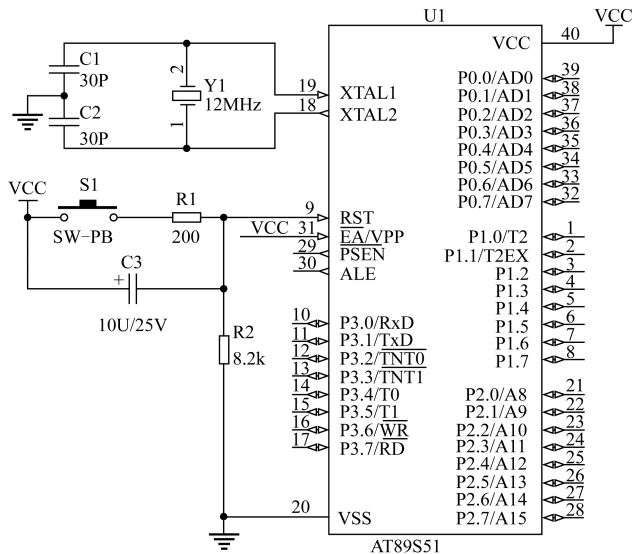 U1
VCC
VCC
40
C1
30P
C2
30P
2
Y1
12MHz
1
19 XTAL1
18 XTAL2
P0.0/AD0 39
P0.1/AD1 38
P0.2/AD2 37
P0.3/AD3 36
P0.4/AD4 35
P0.5/AD5 34
P0.6/AD6 33
P0.7/AD7 32
VCC
S1
SW-PB
R1
200
9 RST
VCC 31 EA/VPP
29 PSEN
30 ALE
P1.0/T2 1
P1.1/T2EX 2
P1.2 3
P1.3 4
P1.4 5
P1.5 6
P1.6 7
P1.7 8
C3
+
10U/25V
R2
8.2k
10 P3.0/RxD
11 P3.1/TxD
12 P3.2/TNT0
13 P3.3/TNT1
14 P3.4/T0
15 P3.5/T1
16 P3.6/WR
17 P3.7/RD
P2.0/A8 21
P2.1/A9 22
P2.2/A10 23
P2.3/A11 24
P2.4/A12 25
P2.5/A13 26
P2.6/A14 27
P2.7/A15 28
20 VSS
AT89S51